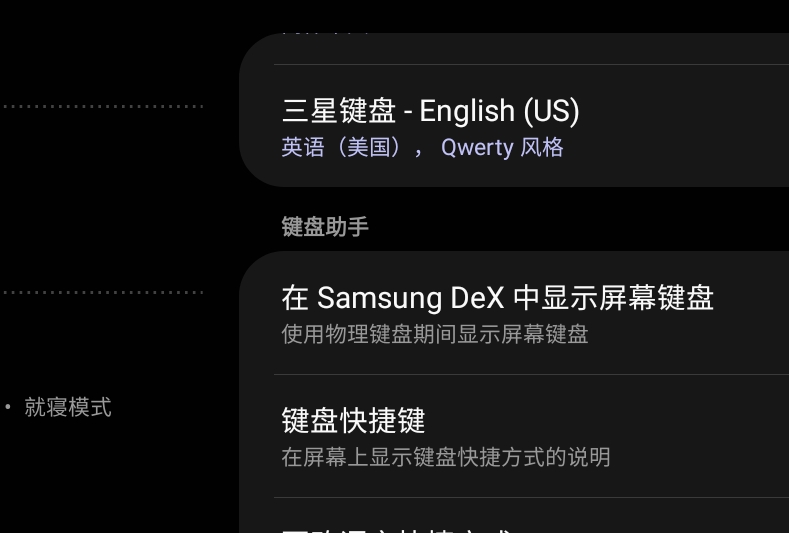 三星键盘 - English (US)
英语（美国）， Qwerty 风格
键盘助手
在 Samsung DeX 中显示屏幕键盘
使用物理键盘期间显示屏幕键盘
• 就寝模式
键盘快捷键
在屏幕上显示键盘快捷方式的说明